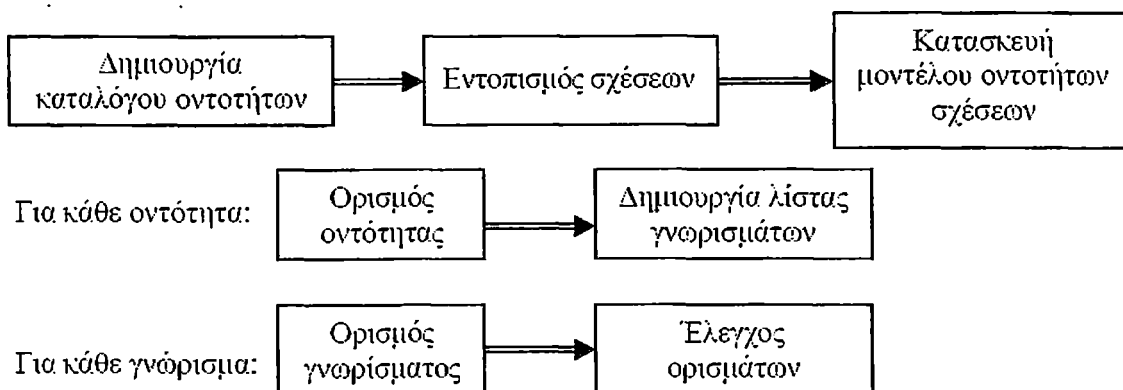 Δημιουργία
καταλόγου οντοτήτων
Εντοπισμός σχέσεων
Κατασκευή
μοντέλου οντοτήτων
σχέσεων
Για κάθε οντότητα:
Ορισμός
οντότητας
Δημιουργία λίστας
γνωρισμάτων
Για κάθε γνώρισμα:
Ορισμός
γνωρίσματος
Έλεγχος
ορισμάτων